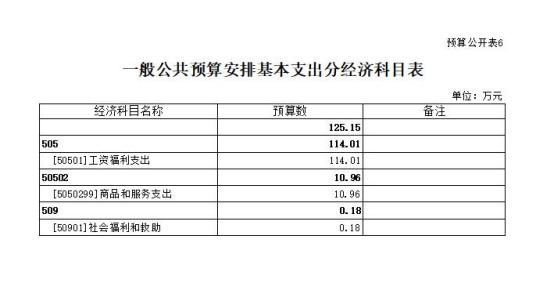 预算公开表6
一般公共预算安排基本支出分经济科目表
单位：万元
经济科目名称 预算数 备注
125.15
505 114.01
[50501]工资福利支出 114.01
50502 10.96
[5050299]商品和服务支出 10.96
509 0.18
[50901]社会福利和救助 0.18